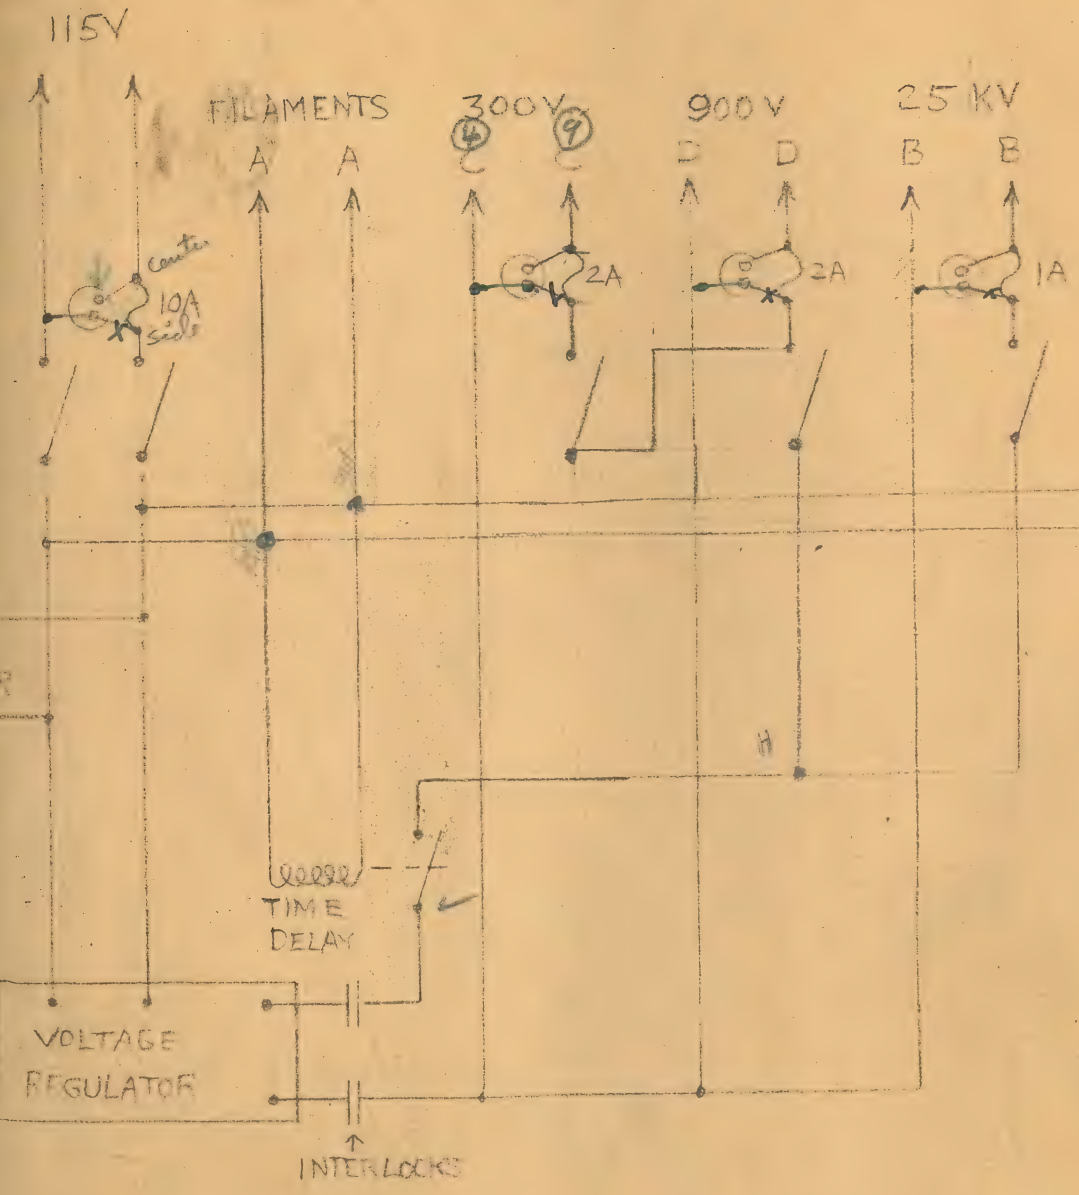 115V
FILAMENTS 300V 900V 25 KV
4 9
A A C C D D B B
center
10A
side
2A
2A
1A
R
H
TIME
DELAY
VOLTAGE
REGULATOR
INTERLOCKS